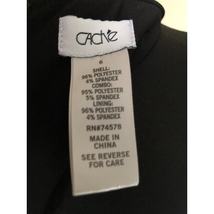 CACHÉ
6
SHELL:
96% POLYESTER
4% SPANDEX
COMBO:
95% POLYESTER
5% SPANDEX
LINING:
96% POLYESTER
4% SPANDEX
RN#74578
MADE IN
CHINA
SEE REVERSE
FOR CARE